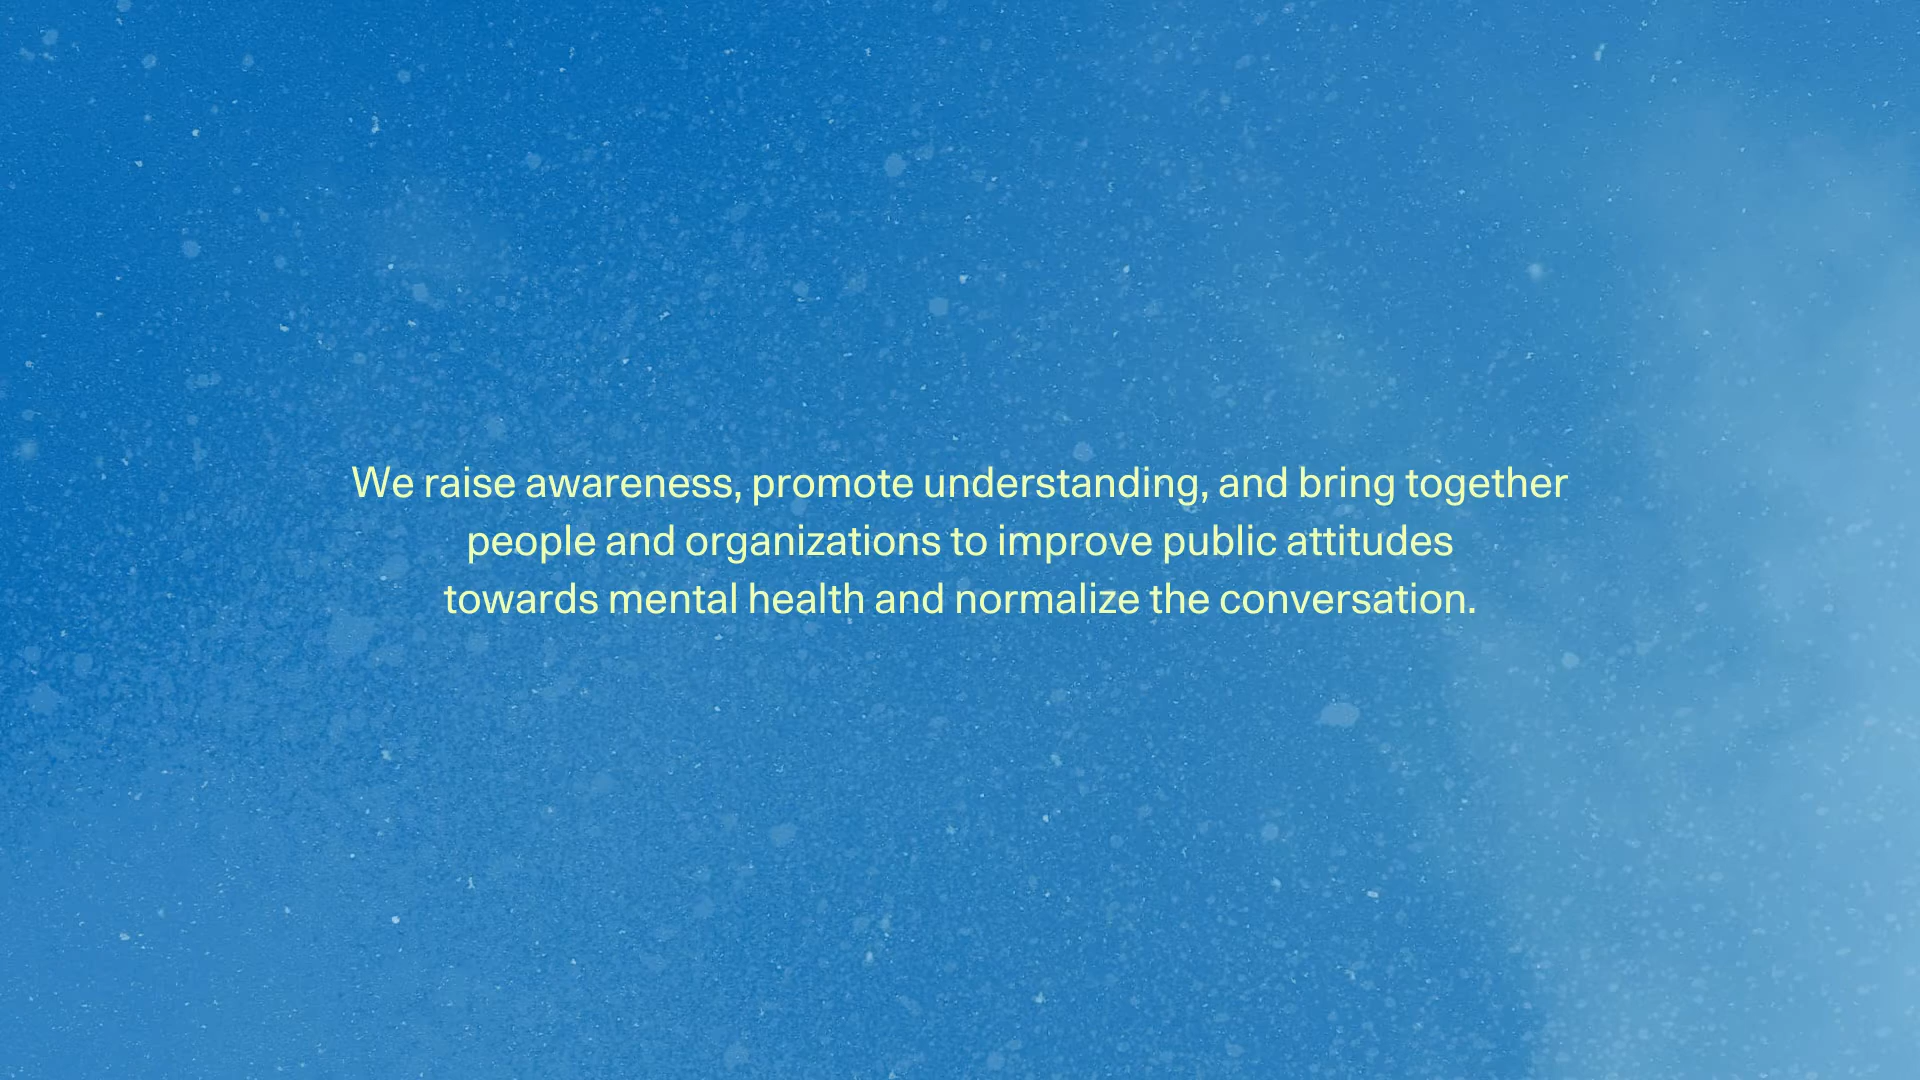 We raise awareness, promote understanding, and bring together
people and organizations to improve public attitudes
towards mental health and normalize the conversation.